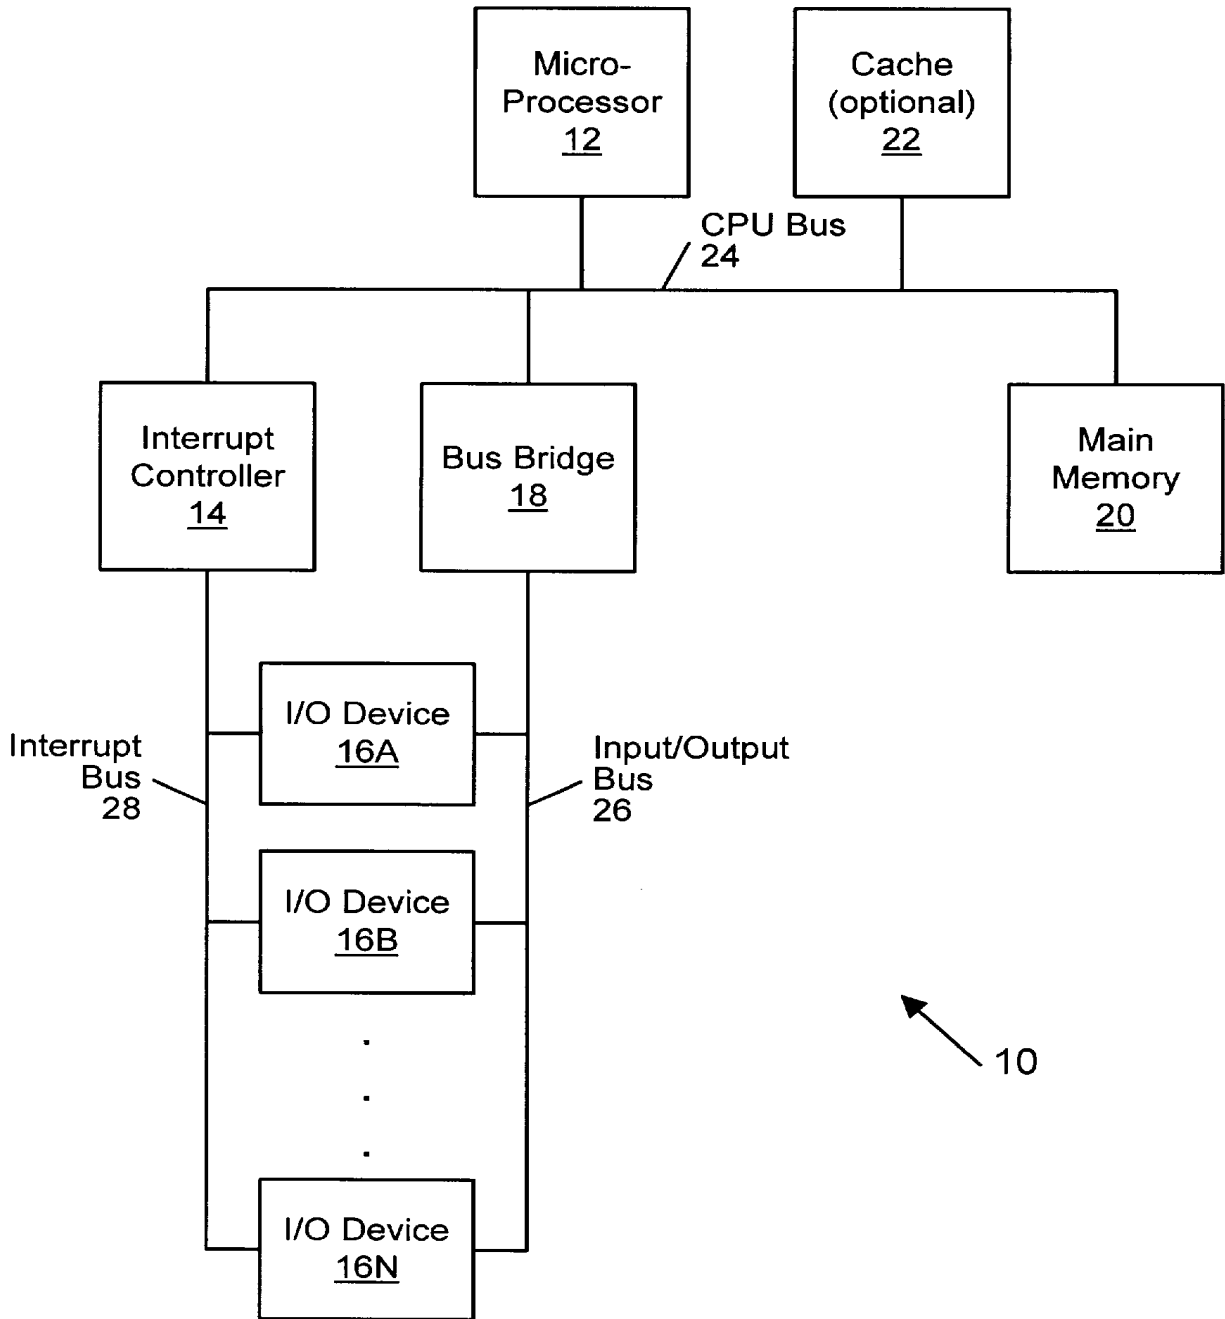 Micro-
Processor
12
Cache
(optional)
22
CPU Bus
24
Interrupt
Controller
14
Bus Bridge
18
Main
Memory
20
I/O Device
16A
Interrupt
Bus
28
Input/Output
Bus
26
I/O Device
16B
10
I/O Device
16N